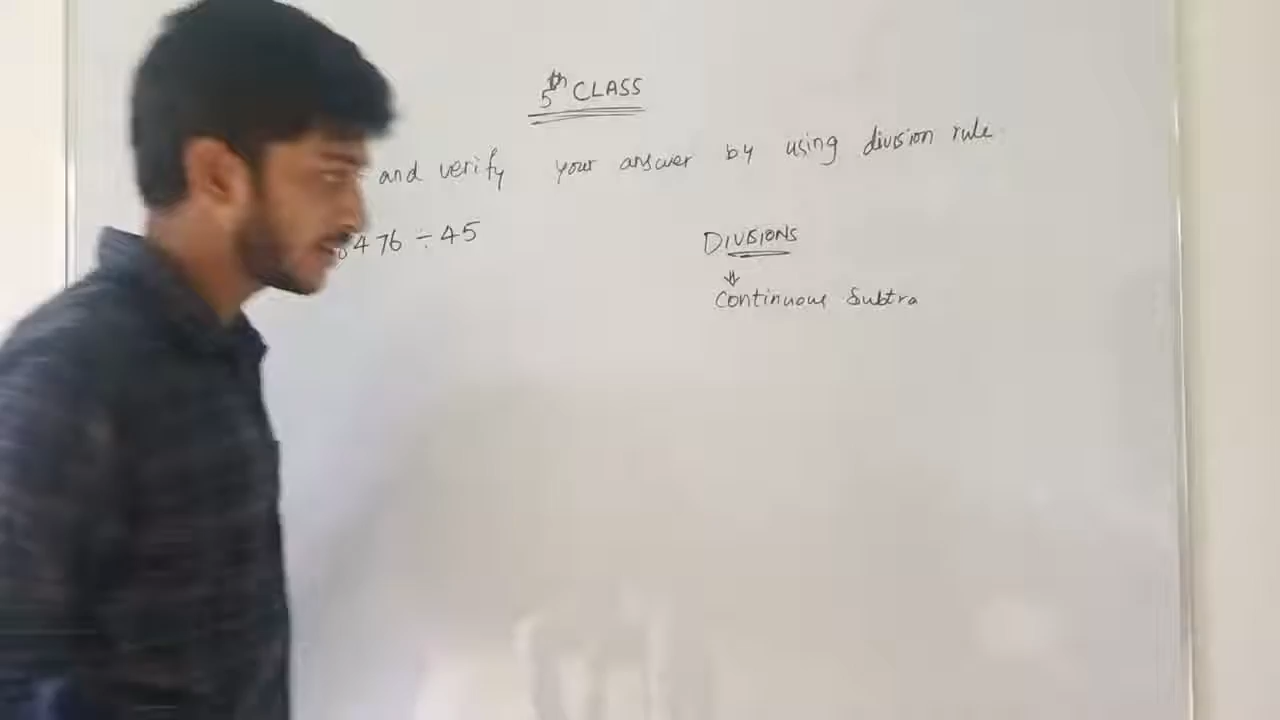 5th CLASS
and verify your answer by using division rule
476 ÷ 45
DIVISIONS
⇓
Continuous Subtra